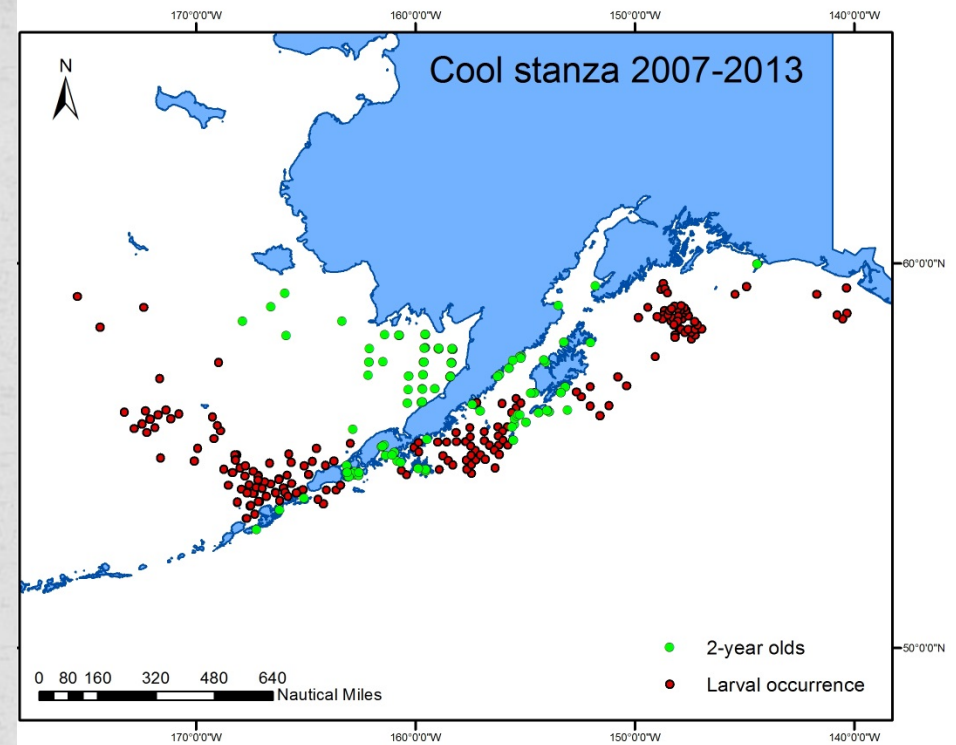 170°0'0"W 160°0'0"W 150°0'0"W 140°0'0"W
Cool stanza 2007-2013
N
60°0'0"N
50°0'0"N
2-year olds
Larval occurrence
0 80 160 320 480 640
Nautical Miles
170°0'0"W 160°0'0"W 150°0'0"W 140°0'0"W